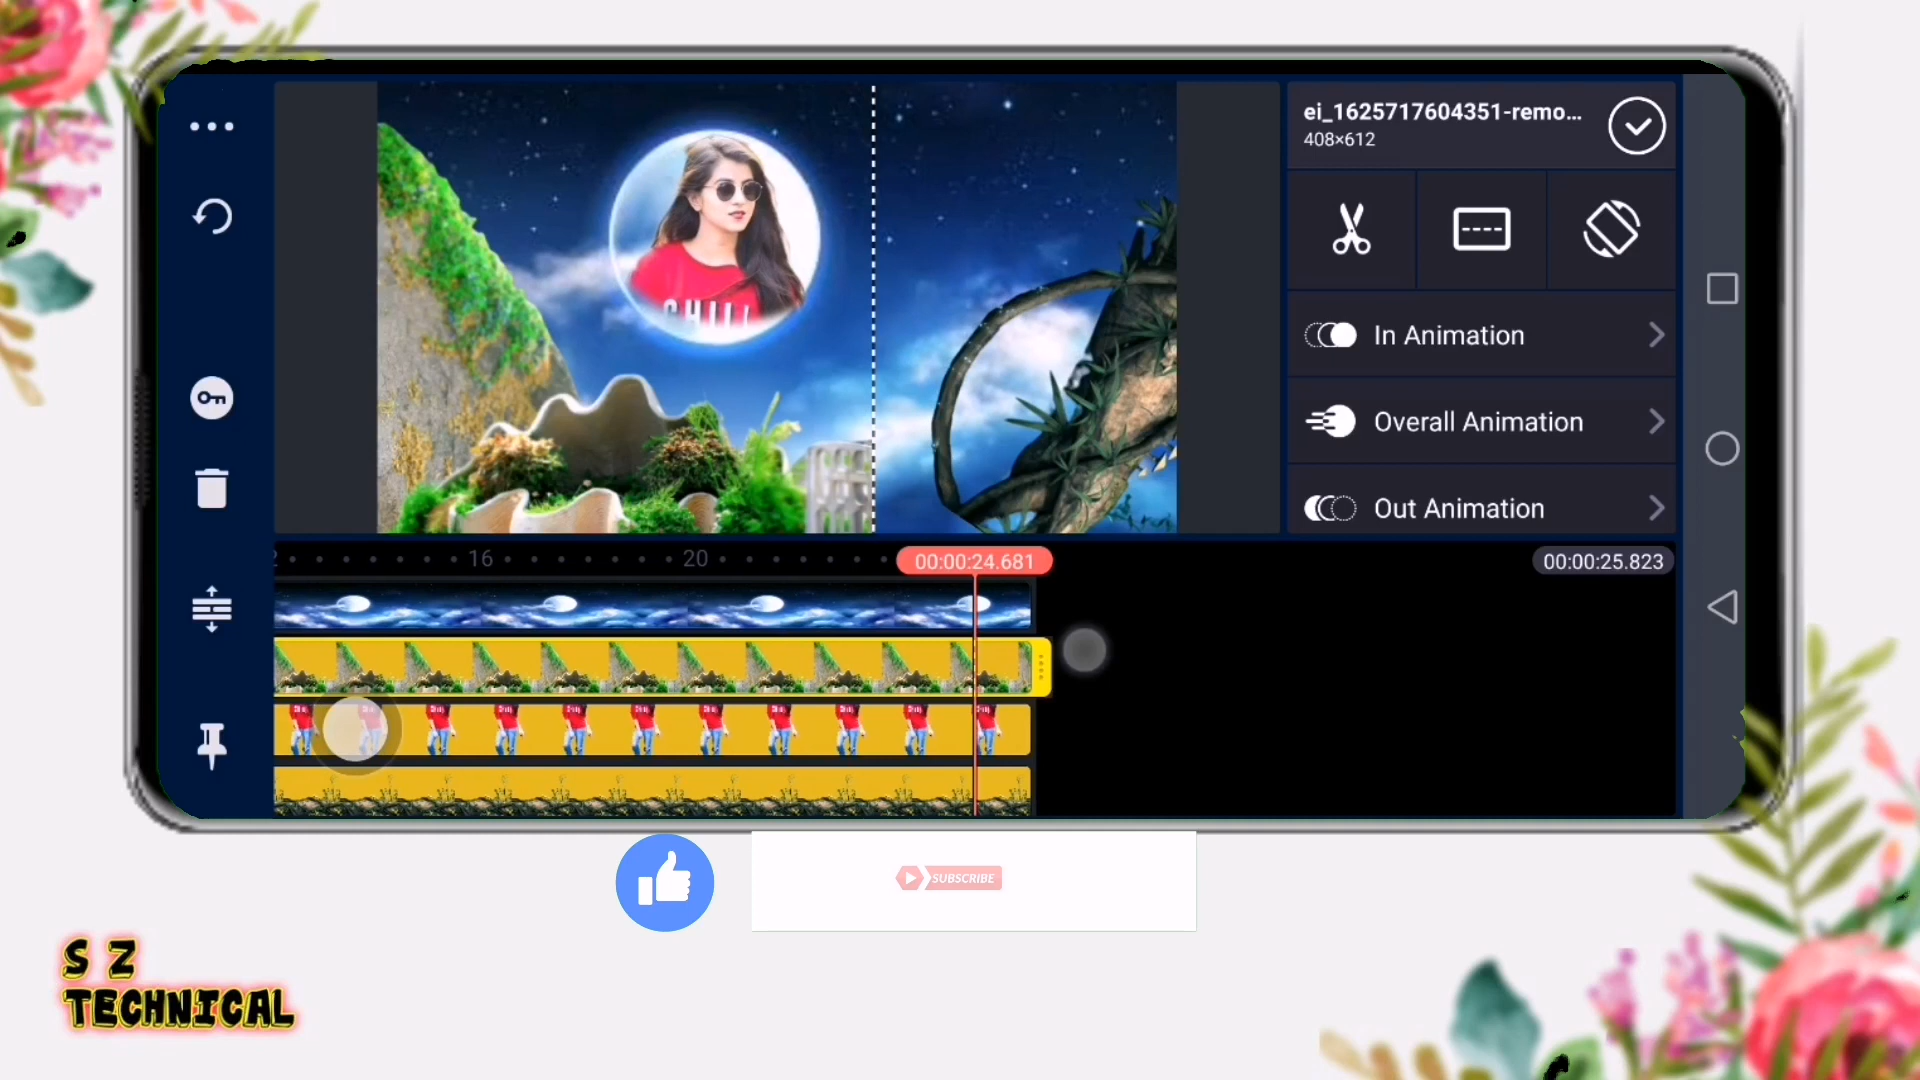 ei_1625717604351-remo...
408×612
In Animation
Overall Animation
Out Animation
16
20
00:00:24.681
00:00:25.823
SUBSCRIBE
S Z
TECHNICAL